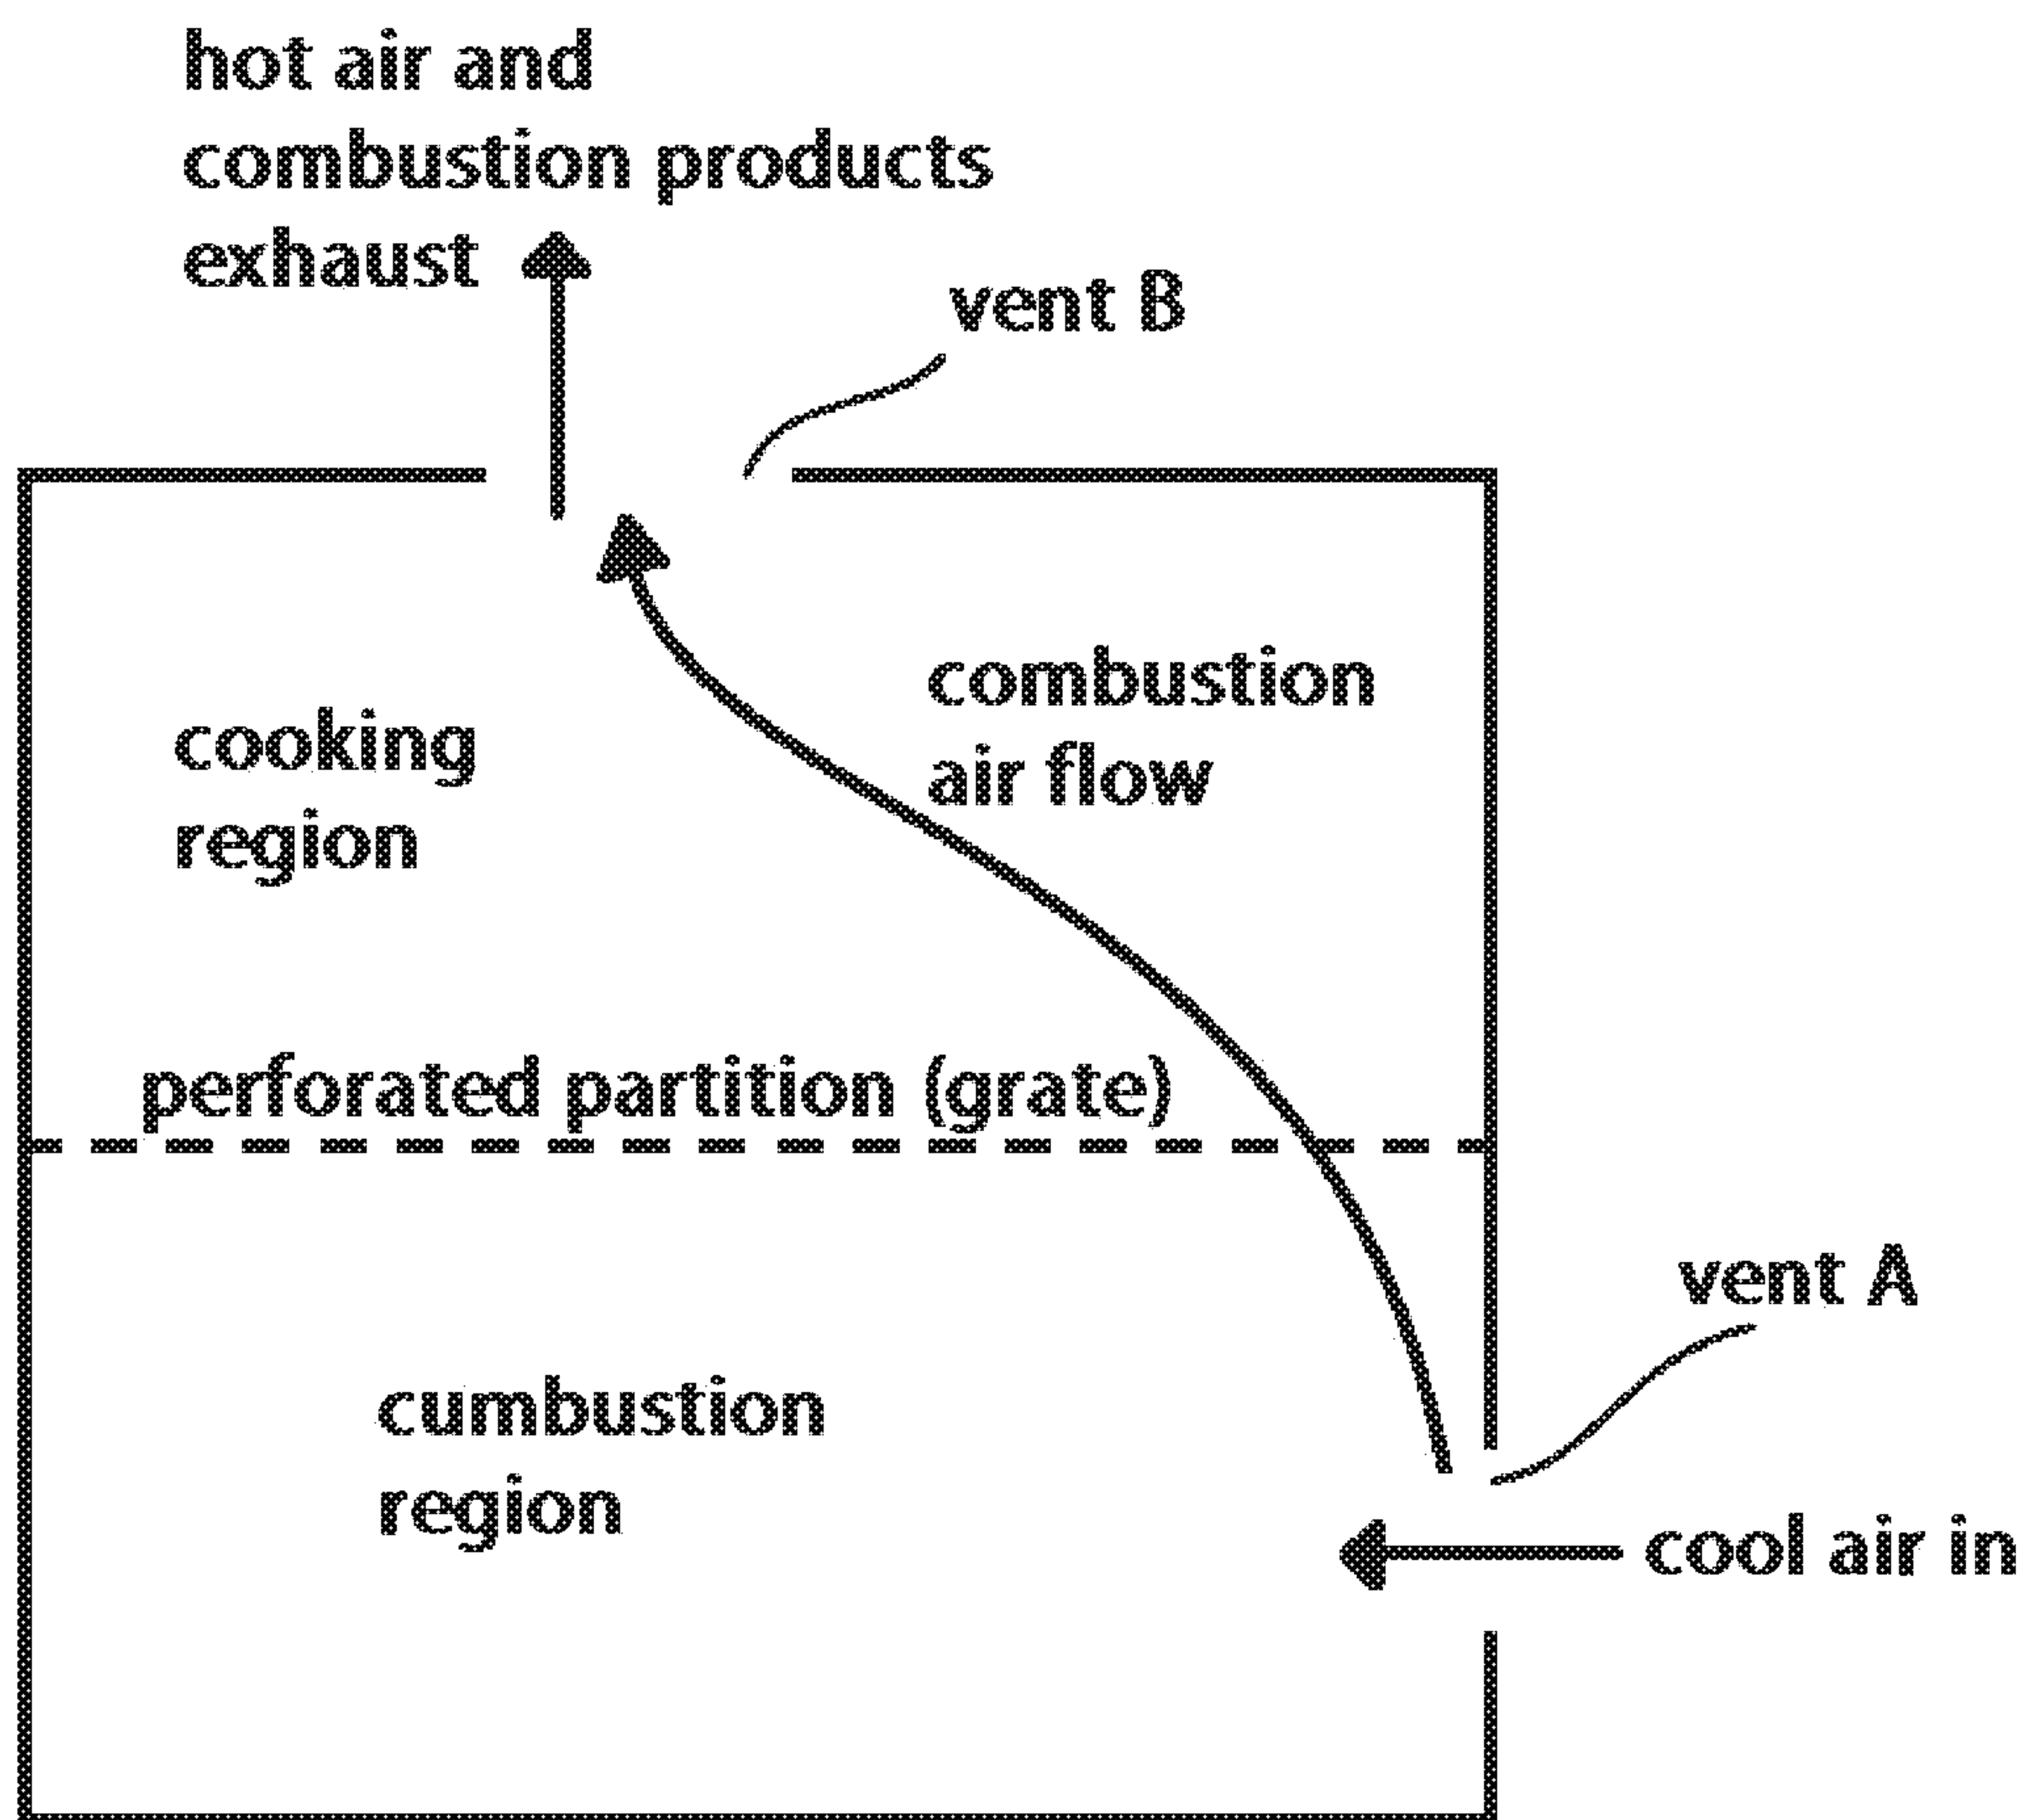 hot air and
combustion products
exhaust
vent B
combustion
air flow
cooking
region
perforated partition (grate)
vent A
cumbustion
region
cool air in